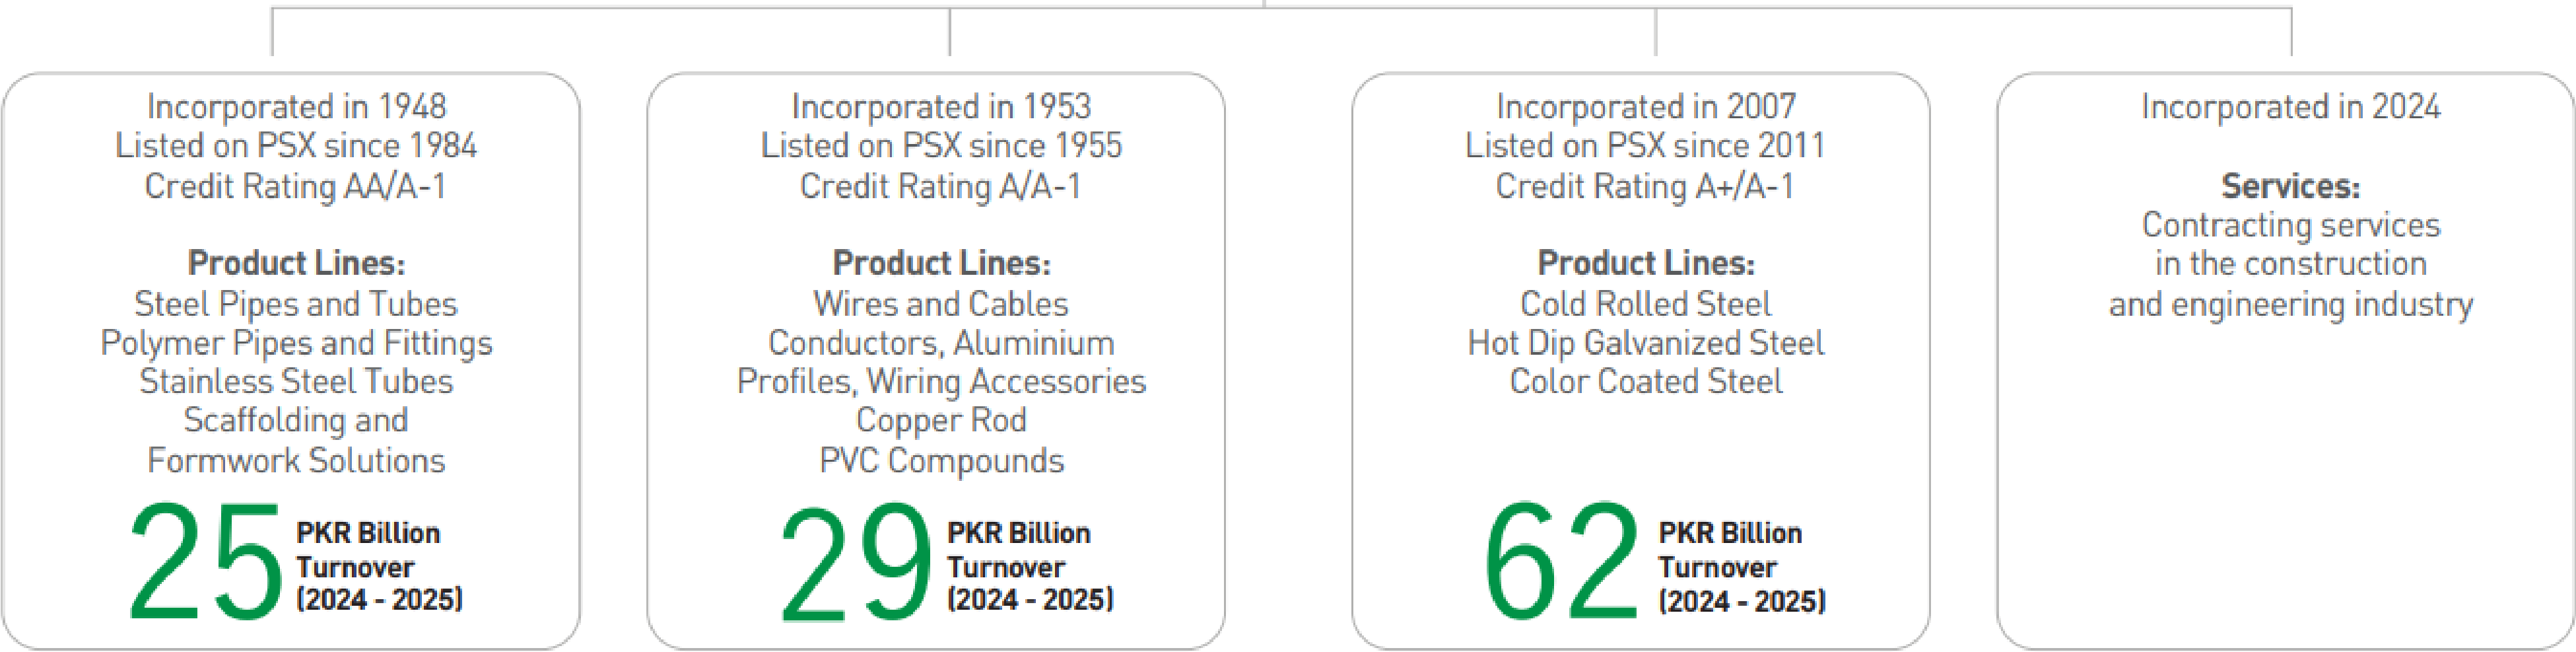 Incorporated in 1948
Listed on PSX since 1984
Credit Rating AA/A-1
Product Lines:
Steel Pipes and Tubes
Polymer Pipes and Fittings
Stainless Steel Tubes
Scaffolding and
Formwork Solutions
25
PKR Billion
Turnover
(2024 - 2025)
Incorporated in 1953
Listed on PSX since 1955
Credit Rating A/A-1
Product Lines:
Wires and Cables
Conductors, Aluminium
Profiles, Wiring Accessories
Copper Rod
PVC Compounds
29
PKR Billion
Turnover
(2024 - 2025)
Incorporated in 2007
Listed on PSX since 2011
Credit Rating A+/A-1
Product Lines:
Cold Rolled Steel
Hot Dip Galvanized Steel
Color Coated Steel
62
PKR Billion
Turnover
(2024 - 2025)
Incorporated in 2024
Services:
Contracting services
in the construction
and engineering industry